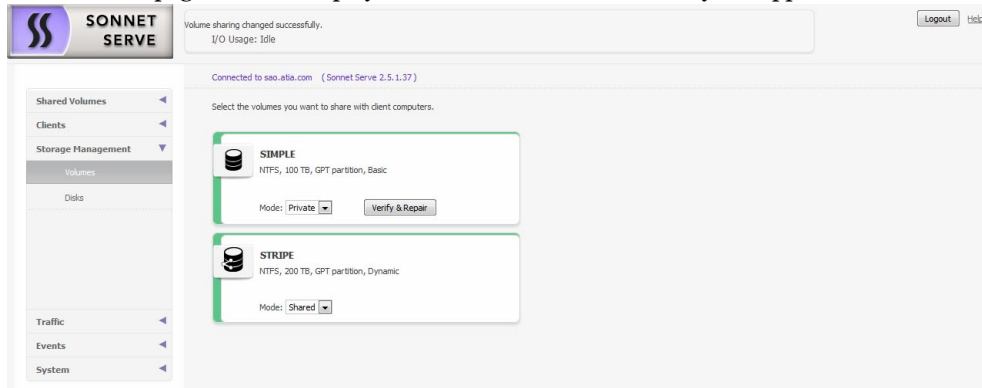 SONNET
SERVE
Volume sharing changed successfully.
I/O Usage: Idle
Logout Help
Connected to sao.atia.com (Sonnet Serve 2.5.1.37)
Shared Volumes
Clients
Storage Management
Volumes
Disks
Traffic
Events
System
Select the volumes you want to share with client computers.
SIMPLE
NTFS, 100 TB, GPT partition, Basic
Mode: Private Verify & Repair
STRIPE
NTFS, 200 TB, GPT partition, Dynamic
Mode: Shared